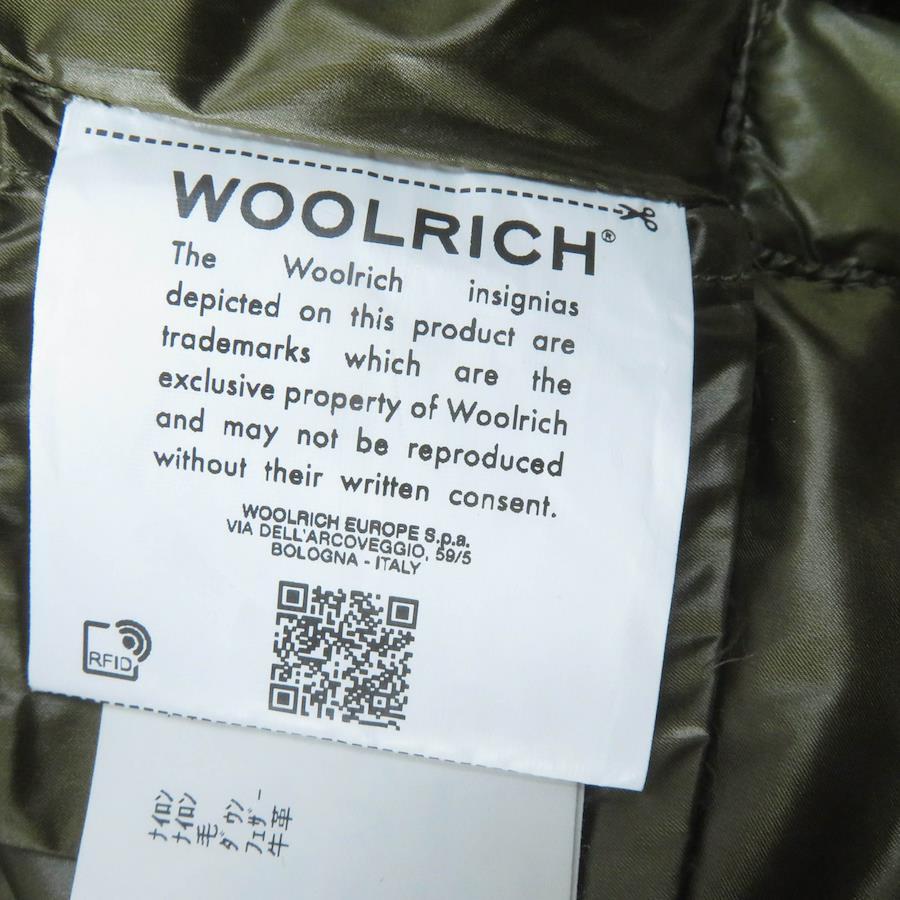 WOOLRICH®
The Woolrich insignias
depicted on this product are
trademarks which are the
exclusive property of Woolrich
and may not be reproduced
without their written consent.
WOOLRICH EUROPE S.p.a.
VIA DELL'ARCOVEGGIO, 59/5
BOLOGNA - ITALY
RFID
ナイロン
ナイロン
毛
ダウン
フェザー
牛革